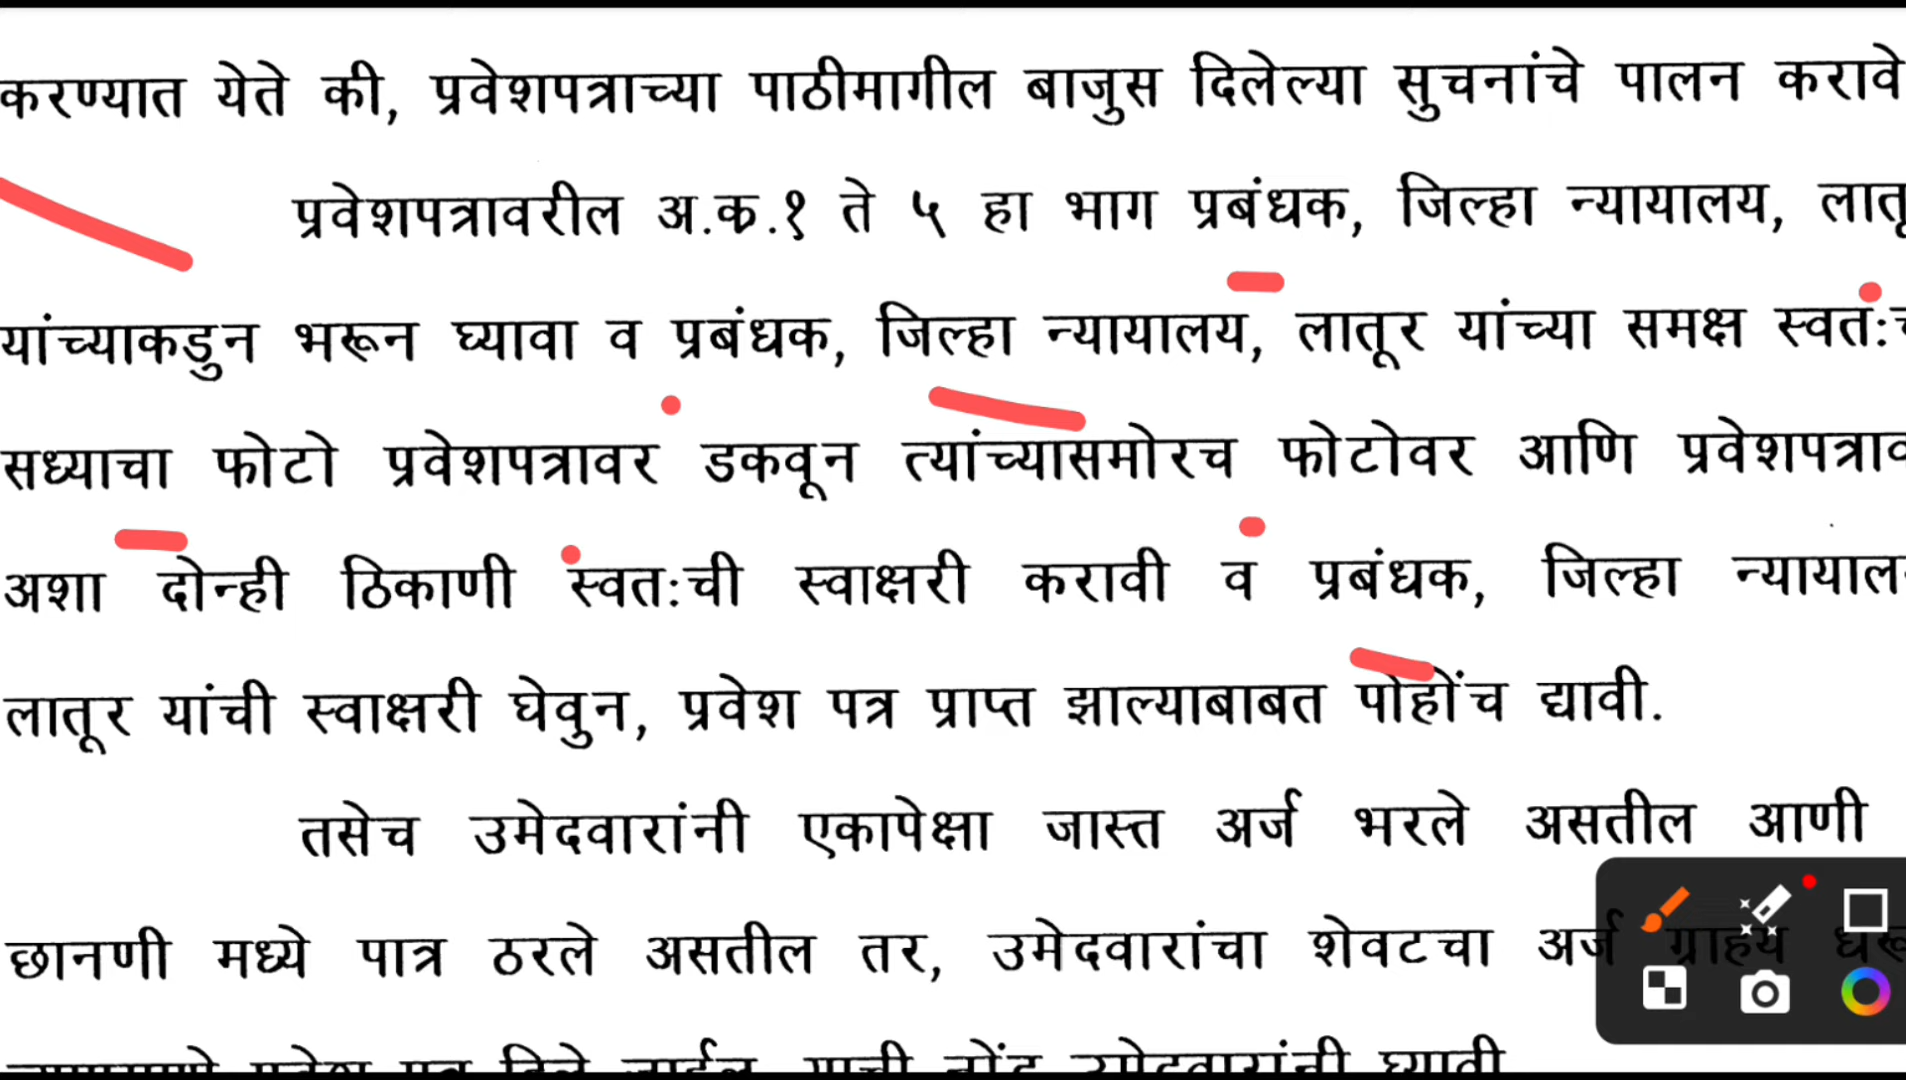 करण्यात येते की, प्रवेशपत्राच्या पाठीमागील बाजुस दिलेल्या सुचनांचे पालन करावे
प्रवेशपत्रावरील अ.क्र.१ ते ५ हा भाग प्रबंधक, जिल्हा न्यायालय,
यांच्याकडुन भरून घ्यावा व प्रबंधक, जिल्हा न्यायालय, लातूर यांच्या समक्ष
सध्याचा फोटो प्रवेशपत्रावर डकवून त्यांच्यासमोरच फोटोवर आणि
अशा दोन्ही ठिकाणी स्वत:ची स्वाक्षरी करावी व प्रबंधक, जिल्हा
लातूर यांची स्वाक्षरी घेवुन, प्रवेश पत्र प्राप्त झाल्याबाबत पोहोंच द्यावी.
तसेच उमेदवारांनी एकापेक्षा जास्त अर्ज भरले असतील आणी
छानणी मध्ये पात्र ठरले असतील तर, उमेदवारांचा शेवटचा अर्ज ग्राहय